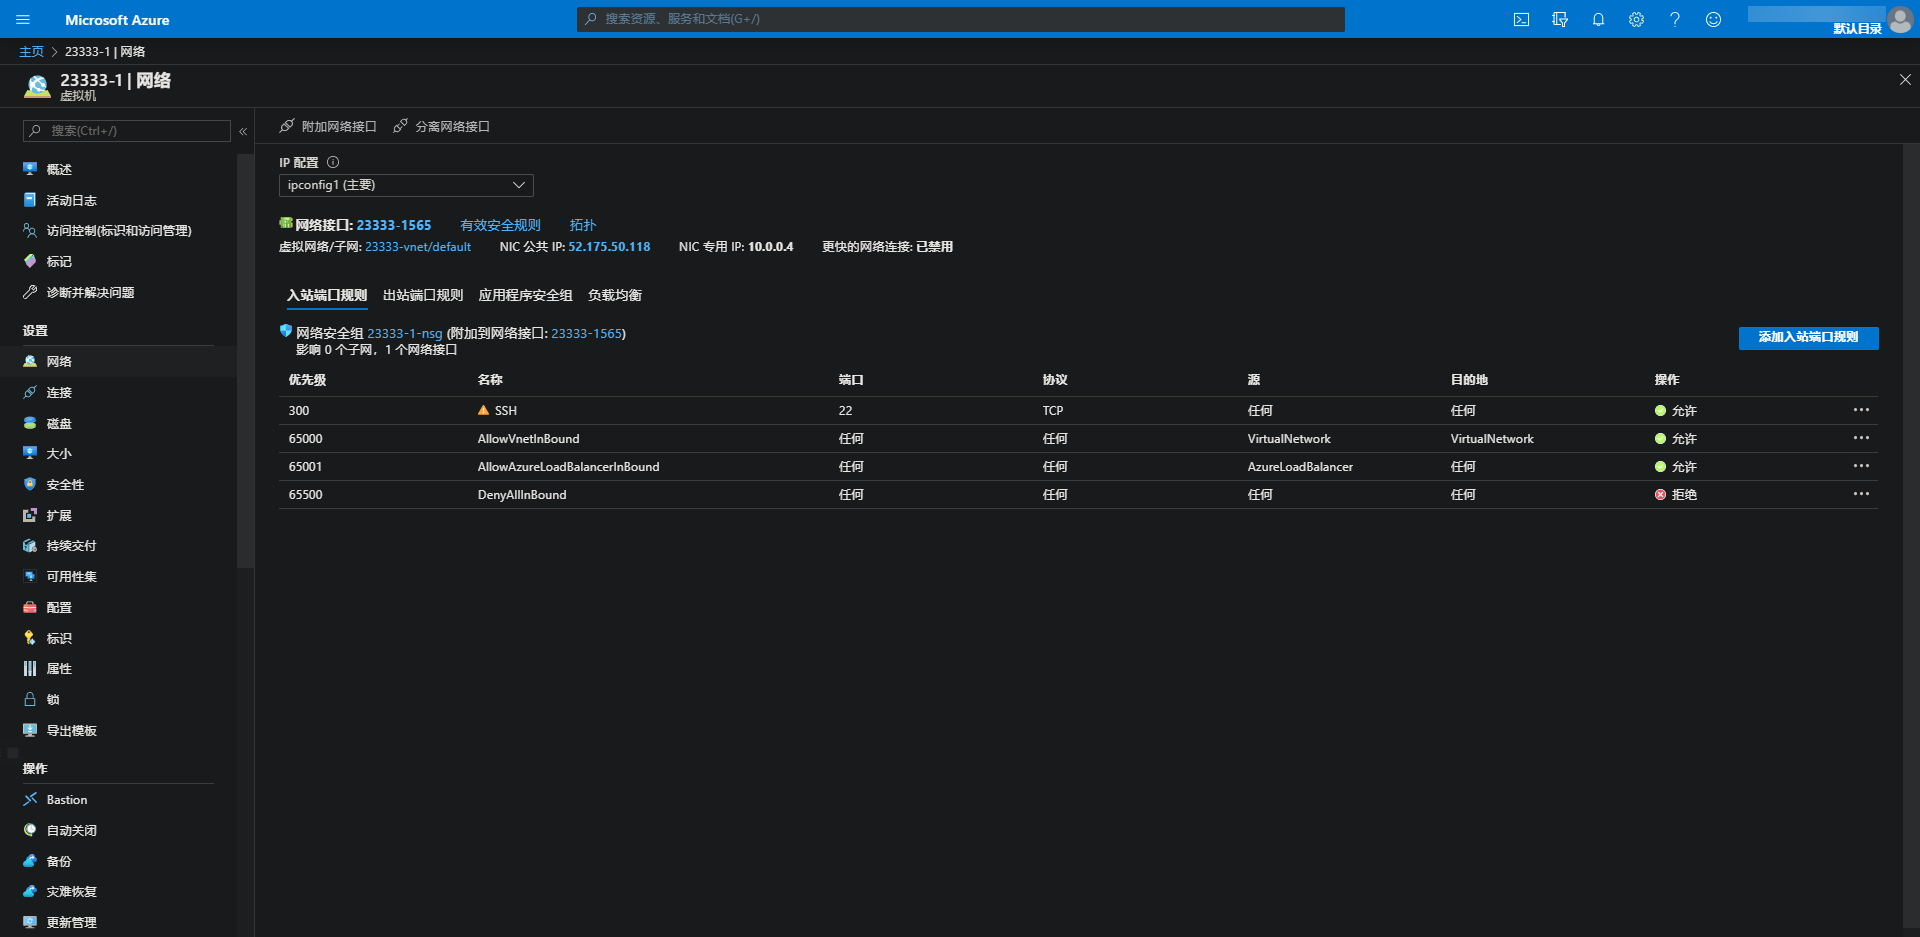 Microsoft Azure
搜索资源、服务和文档(G+/)
默认目录
主页 > 23333-1 | 网络
23333-1 | 网络
虚拟机
搜索(Ctrl+/)
«
概述
活动日志
访问控制(标识和访问管理)
标记
诊断并解决问题
设置
网络
连接
磁盘
大小
安全性
扩展
持续交付
可用性集
配置
标识
属性
锁
导出模板
操作
Bastion
自动关闭
备份
灾难恢复
更新管理
附加网络接口 分离网络接口
IP 配置
ipconfig1 (主要)
网络接口: 23333-1565 有效安全规则 拓扑
虚拟网络/子网: 23333-vnet/default NIC 公共 IP: 52.175.50.118 NIC 专用 IP: 10.0.0.4 更快的网络连接: 已禁用
入站端口规则 出站端口规则 应用程序安全组 负载均衡
网络安全组 23333-1-nsg (附加到网络接口: 23333-1565)
影响 0 个子网，1 个网络接口
添加入站端口规则
优先级 名称 端口 协议 源 目的地 操作
300 SSH 22 TCP 任何 任何 允许 ···
65000 AllowVnetInBound 任何 任何 VirtualNetwork VirtualNetwork 允许 ···
65001 AllowAzureLoadBalancerInBound 任何 任何 AzureLoadBalancer 任何 允许 ···
65500 DenyAllInBound 任何 任何 任何 任何 拒绝 ···